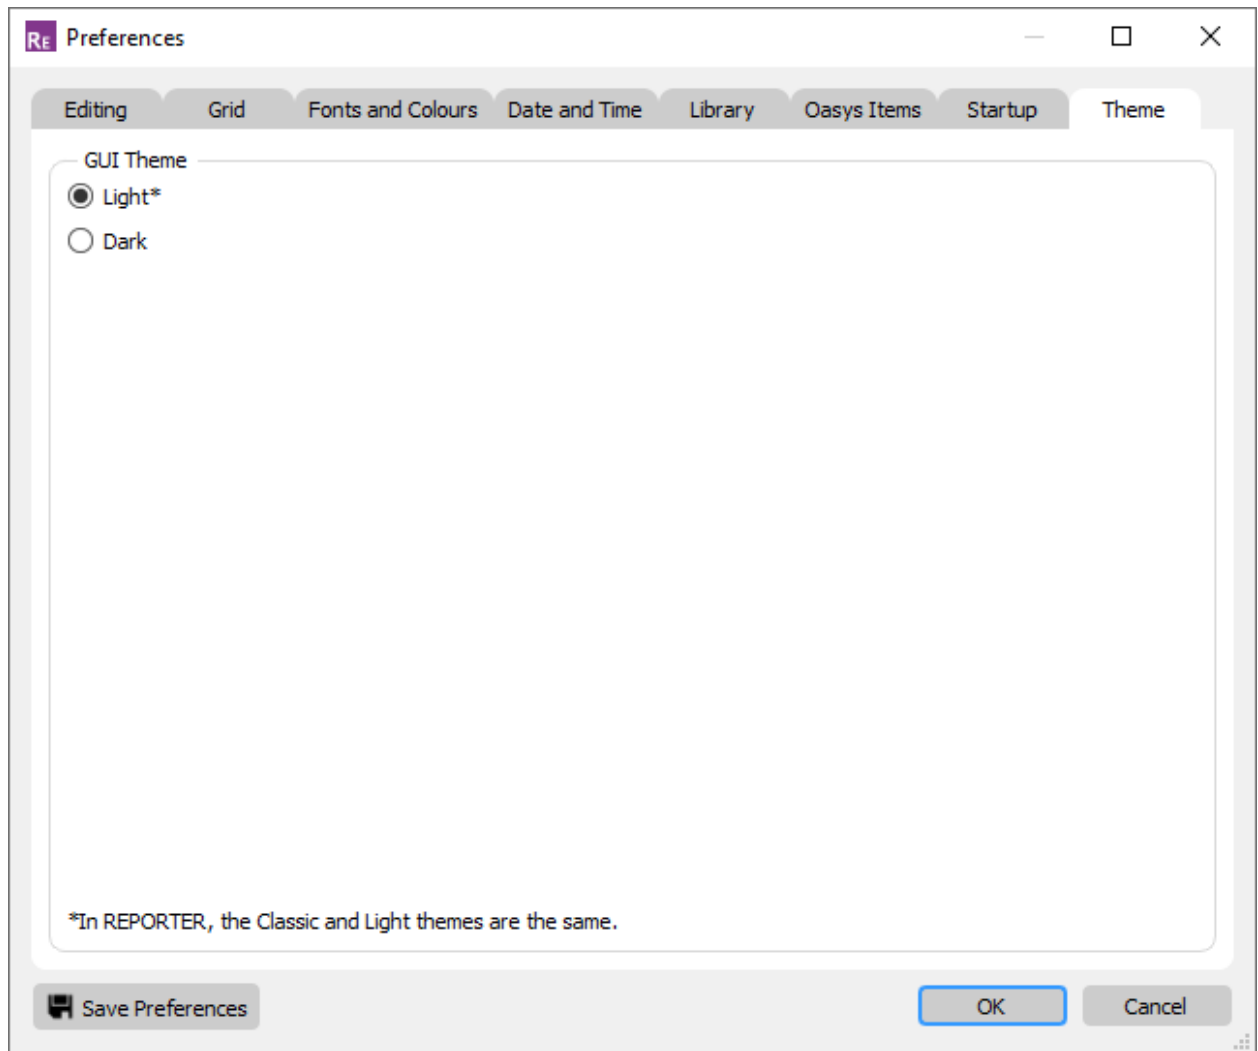 RE Preferences
Editing Grid Fonts and Colours Date and Time Library Oasys Items Startup Theme
GUI Theme
Light*
Dark
*In REPORTER, the Classic and Light themes are the same.
Save Preferences OK Cancel